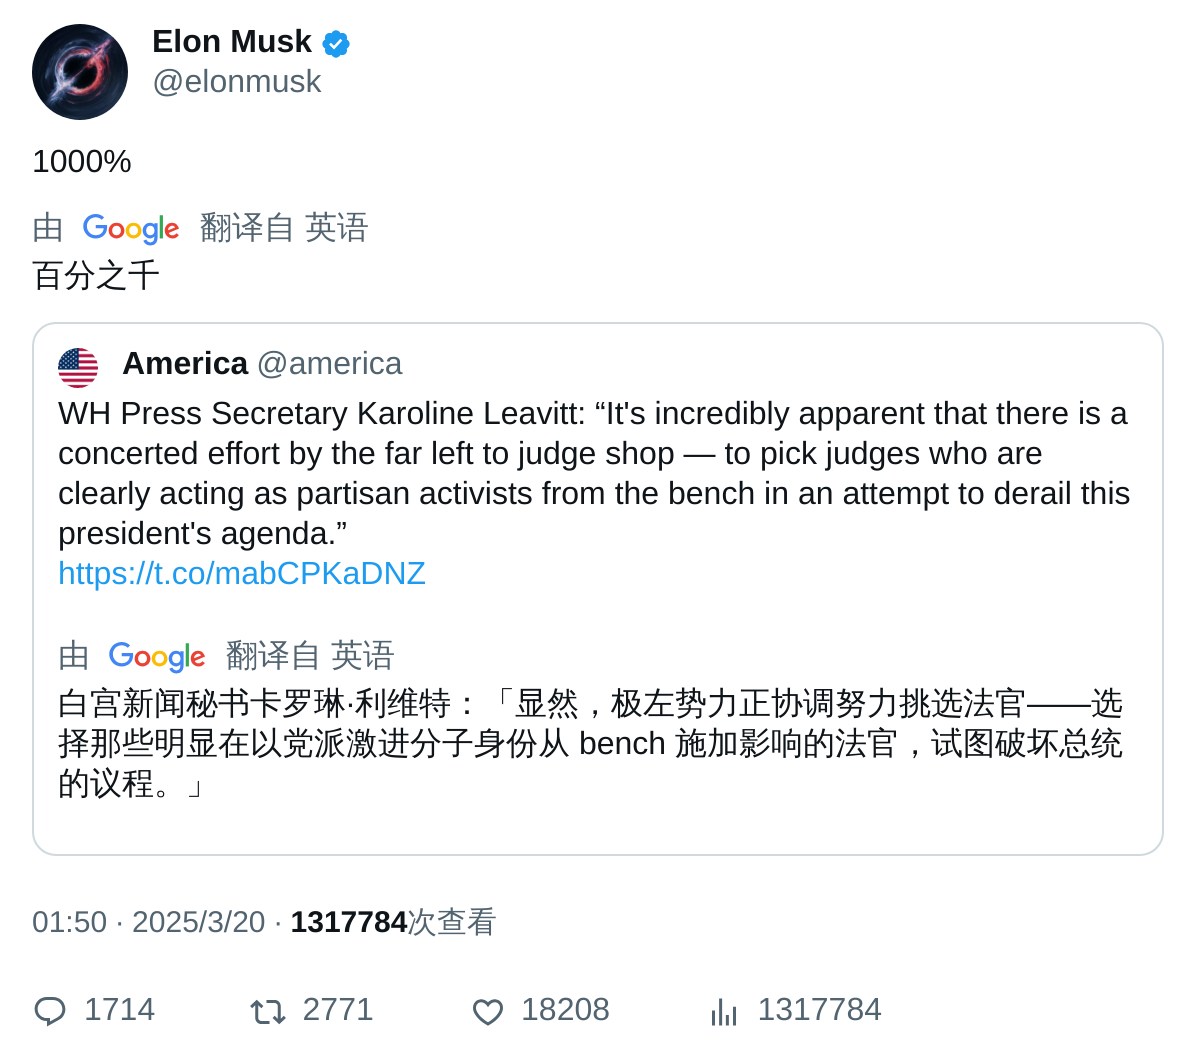 Elon Musk
@elonmusk
1000%
由 Google 翻译自 英语
百分之千
America @america
WH Press Secretary Karoline Leavitt: “It's incredibly apparent that there is a
concerted effort by the far left to judge shop — to pick judges who are
clearly acting as partisan activists from the bench in an attempt to derail this
president's agenda.”
https://t.co/mabCPKaDNZ
由 Google 翻译自 英语
白宫新闻秘书卡罗琳·利维特：「显然，极左势力正协调努力挑选法官——选
择那些明显在以党派激进分子身份从 bench 施加影响的法官，试图破坏总统
的议程。」
01:50 · 2025/3/20 · 1317784次查看
1714 2771 18208 1317784